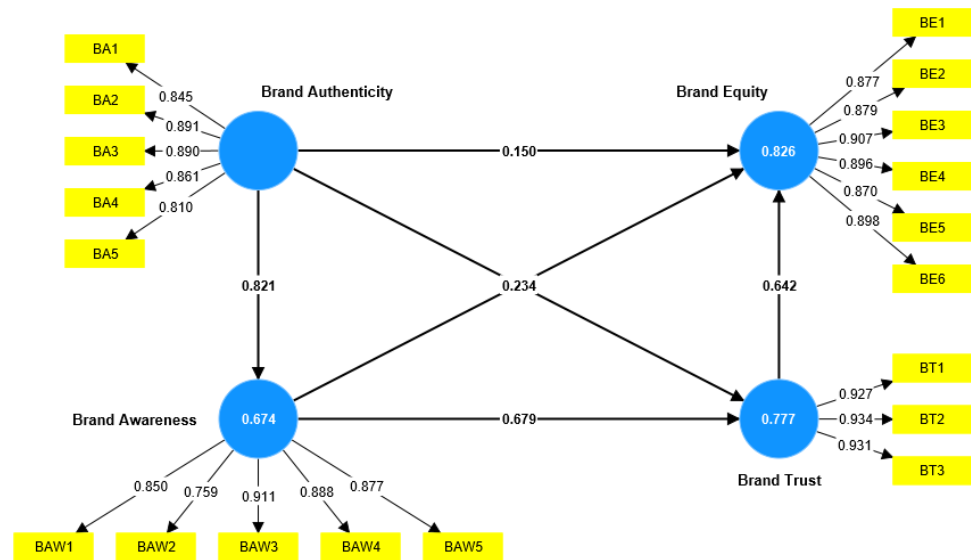 BE1
BA1
Brand Authenticity
Brand Equity
0.877
BE2
0.845
0.879
BA2
0.891
0.907
BE3
BA3
0.890
0.150
0.826
0.896
BE4
0.861
0.870
BA4
0.810
0.898
BE5
BA5
BE6
0.821
0.234
0.642
BT1
0.927
Brand Awareness
0.674
0.679
0.777
0.934
BT2
0.931
BT3
Brand Trust
0.850
0.759
0.911
0.888
0.877
BAW1
BAW2
BAW3
BAW4
BAW5